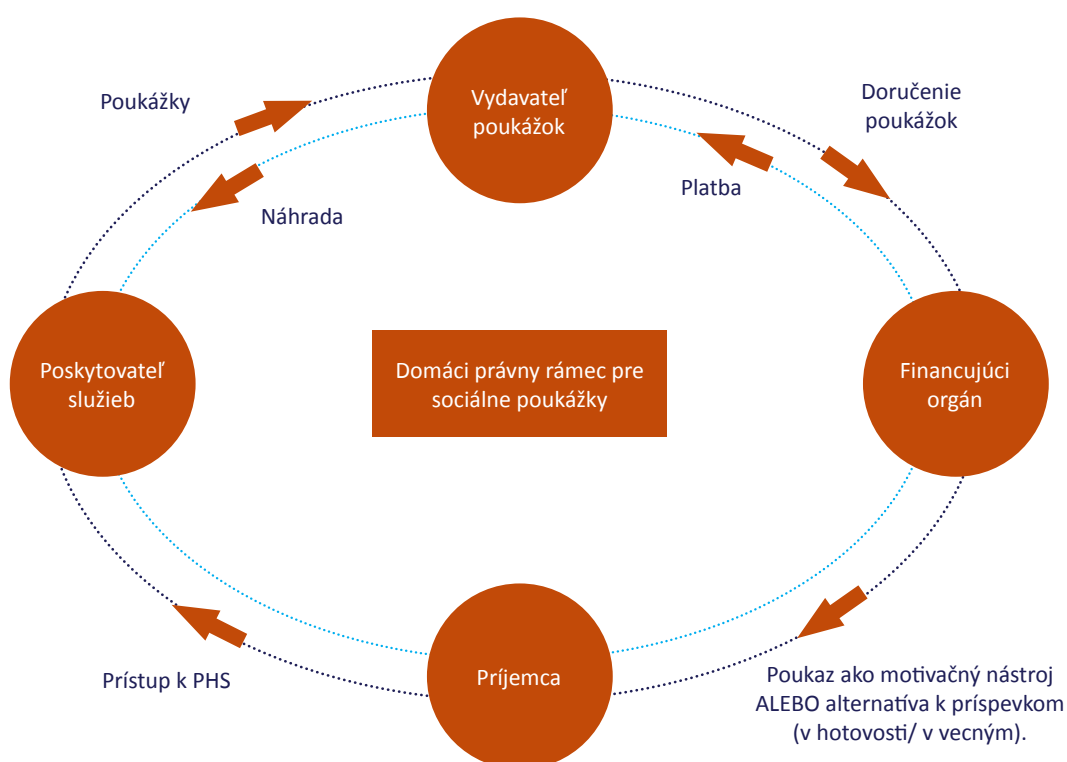 Vydavateľ
poukážok
Poukážky
Doručenie
poukážok
Náhrada
Platba
Poskytovateľ
služieb
Domáci právny rámec pre
sociálne poukážky
Financujúci
orgán
Prístup k PHS
Príjemca
Poukaz ako motivačný nástroj
ALEBO alternatíva k príspevkom
(v hotovosti/ v vecným).